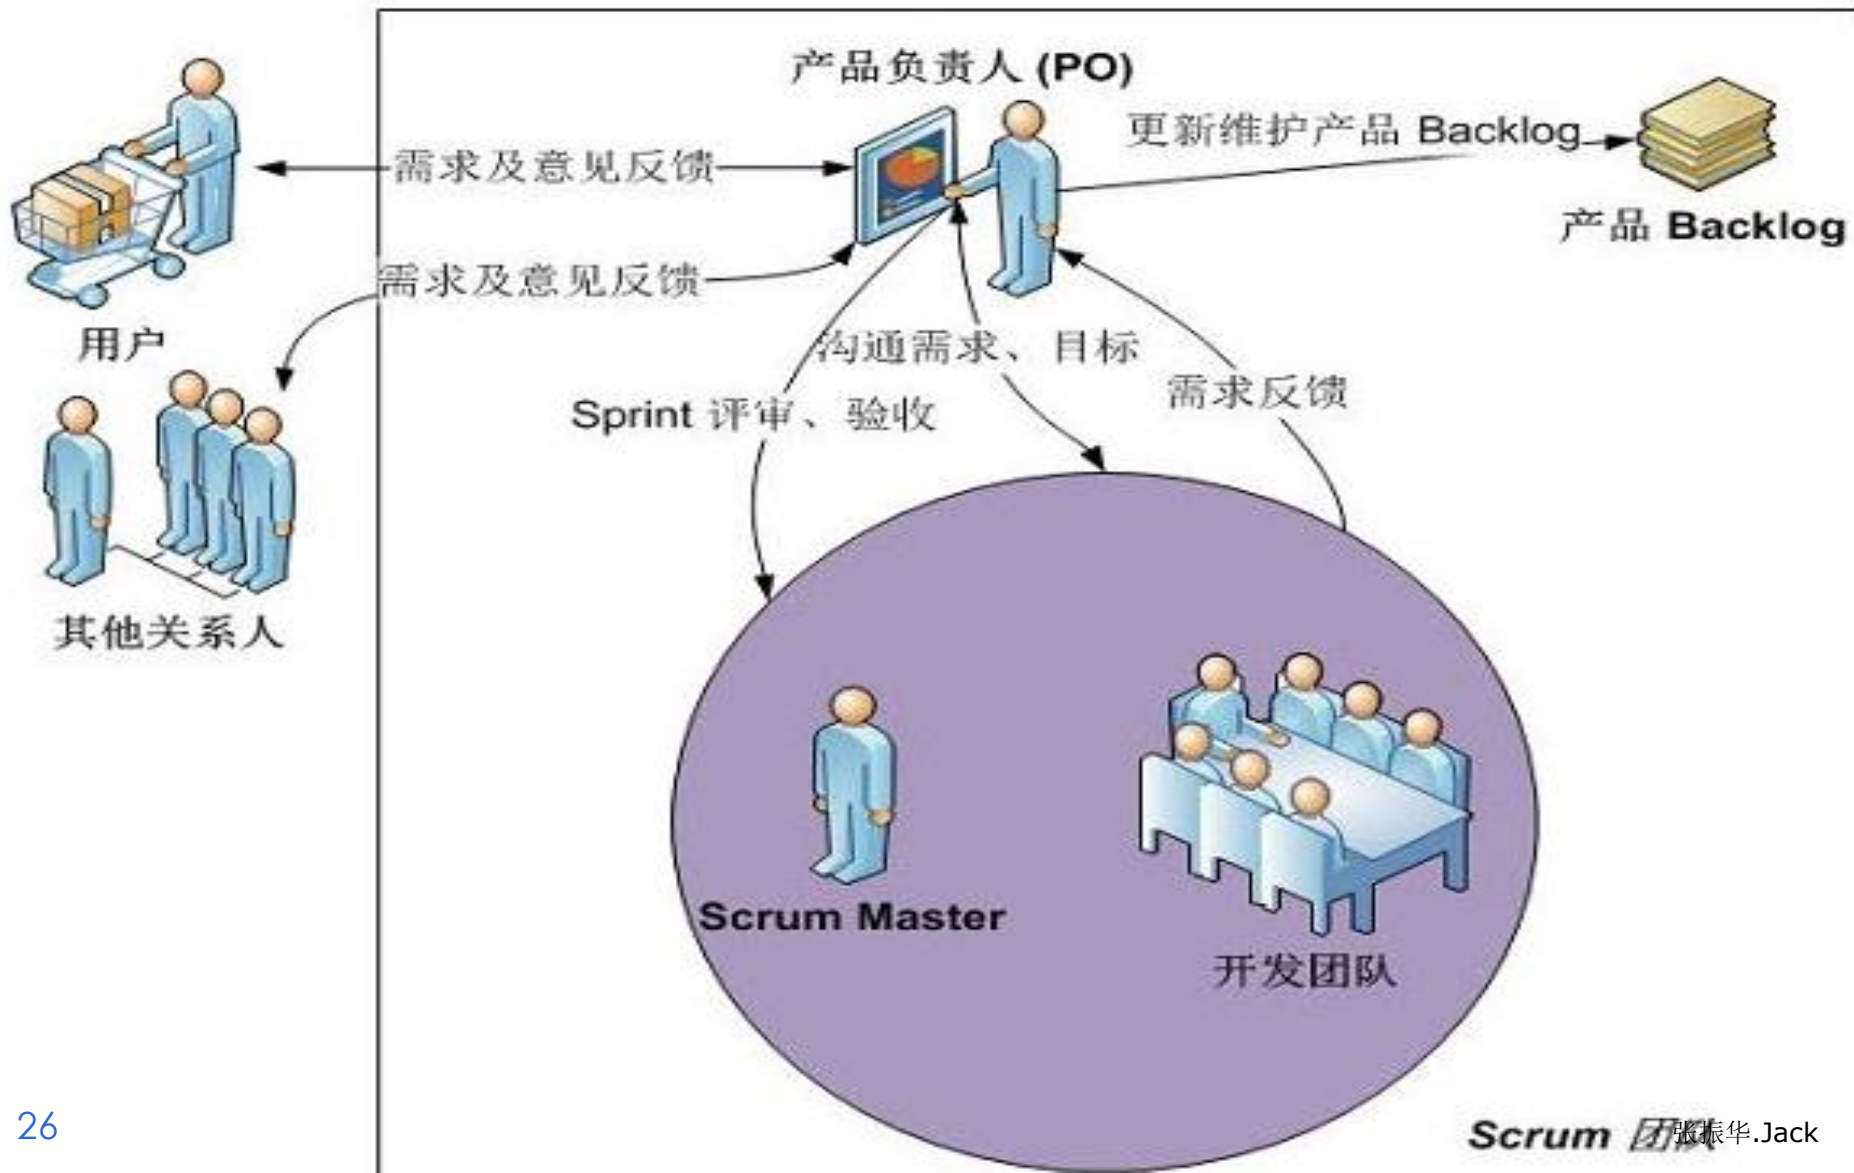 产品负责人 (PO)
更新维护产品 Backlog
需求及意见反馈
产品 Backlog
需求及意见反馈
用户
沟通需求、目标
需求反馈
Sprint 评审、验收
其他关系人
Scrum Master
开发团队
26
Scrum 团队
张振华.Jack